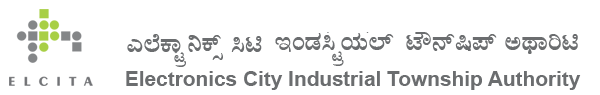 ಎಲೆಕ್ಟ್ರಾನಿಕ್ಸ್ ಸಿಟಿ ಇಂಡಸ್ಟ್ರಿಯಲ್ ಟೌನ್‌ಷಿಪ್ ಅಥಾರಿಟಿ
ELCITA Electronics City Industrial Township Authority